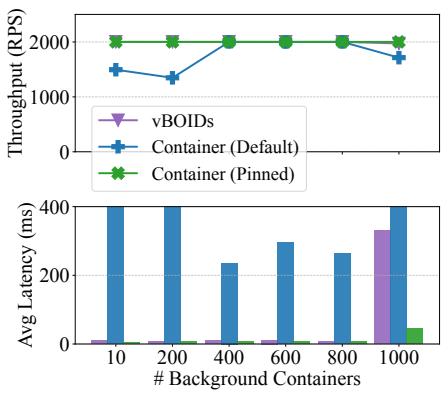 Throughput (RPS)
2000
1000
0
vBOIDs
Container (Default)
Container (Pinned)
Avg Latency (ms)
400
200
0
10 200 400 600 800 1000
# Background Containers